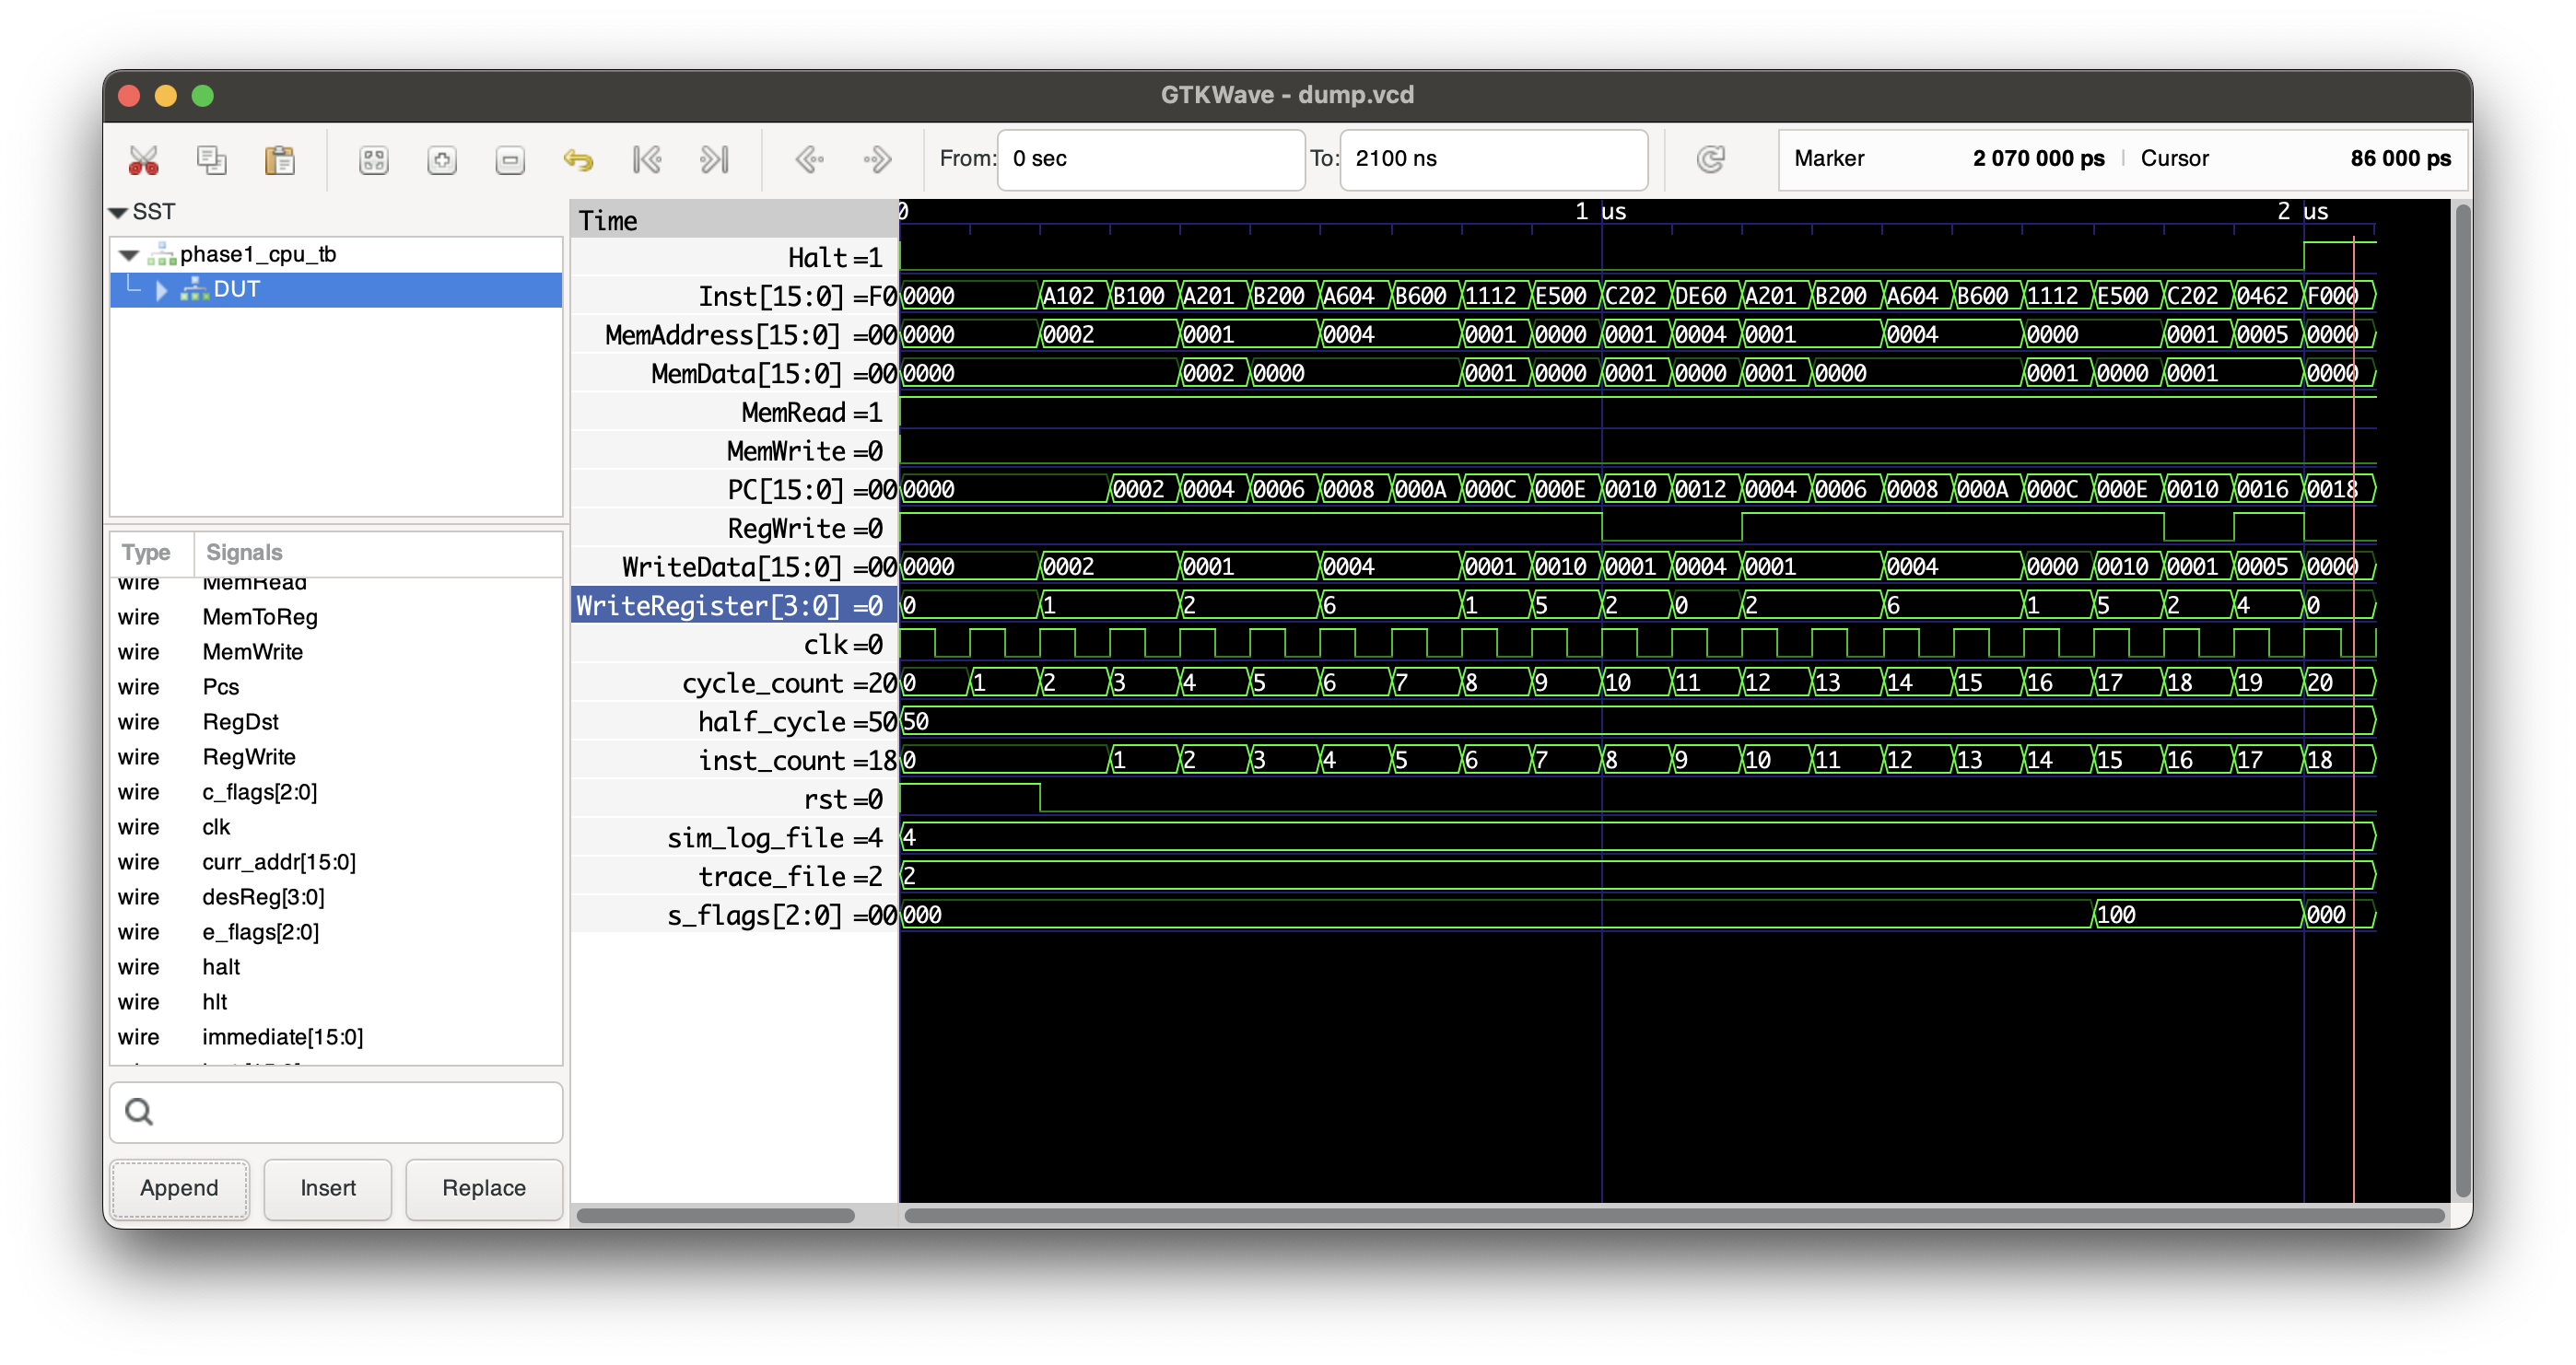 GTKWave - dump.vcd
From: 0 sec To: 2100 ns Marker 2 070 000 ps | Cursor 86 000 ps
SST
phase1_cpu_tb
DUT
Type Signals
wire MemRead
wire MemToReg
wire MemWrite
wire Pcs
wire RegDst
wire RegWrite
wire c_flags[2:0]
wire clk
wire curr_addr[15:0]
wire desReg[3:0]
wire e_flags[2:0]
wire halt
wire hlt
wire immediate[15:0]
Append Insert Replace
Time 0 1 us 2 us
Halt =1
Inst[15:0] =F0 0000 A102 B100 A201 B200 A604 B600 1112 E500 C202 DE60 A201 B200 A604 B600 1112 E500 C202 0462 F000
MemAddress[15:0] =00 0000 0002 0001 0004 0001 0000 0001 0004 0001 0004 0000 0001 0005 0000
MemData[15:0] =00 0000 0002 0000 0001 0000 0001 0000 0001 0000 0001 0000 0001 0000
MemRead =1
MemWrite =0
PC[15:0] =00 0000 0002 0004 0006 0008 000A 000C 000E 0010 0012 0004 0006 0008 000A 000C 000E 0010 0016 0018
RegWrite =0
WriteData[15:0] =00 0000 0002 0001 0004 0001 0010 0001 0004 0001 0004 0000 0010 0001 0005 0000
WriteRegister[3:0] =0 0 1 2 6 1 5 2 0 2 6 1 5 2 4 0
clk =0
cycle_count =20 0 1 2 3 4 5 6 7 8 9 10 11 12 13 14 15 16 17 18 19 20
half_cycle =50 50
inst_count =18 0 1 2 3 4 5 6 7 8 9 10 11 12 13 14 15 16 17 18
rst =0
sim_log_file =4 4
trace_file =2 2
s_flags[2:0] =00 000 100 000